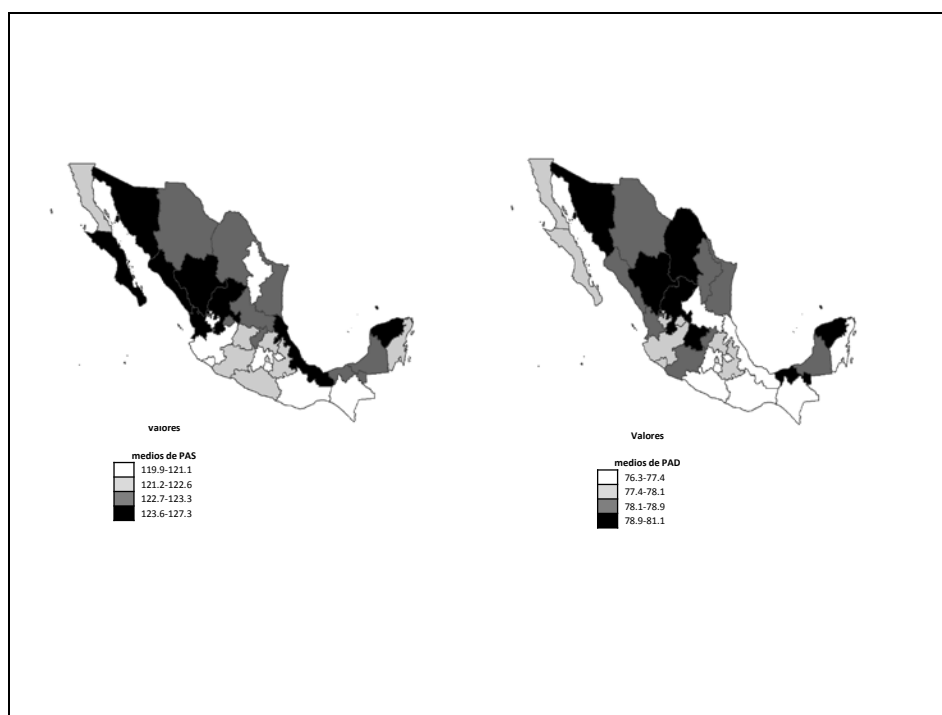 Valores
medios de PAS
119.9-121.1
121.2-122.6
122.7-123.3
123.6-127.3
Valores
medios de PAD
76.3-77.4
77.4-78.1
78.1-78.9
78.9-81.1